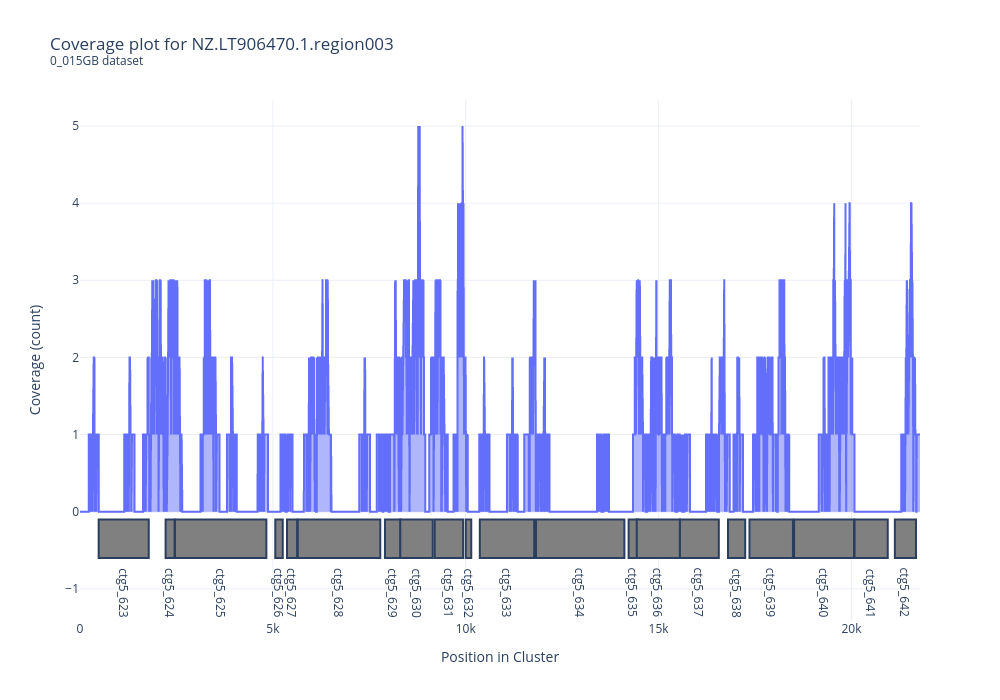 Coverage plot for NZ.LT906470.1.region003
0_015GB dataset
Coverage (count)
5
4
3
2
1
0
−1
ctg5_623
ctg5_624
ctg5_625
ctg5_626
ctg5_627
ctg5_628
ctg5_629
ctg5_630
ctg5_631
ctg5_632
ctg5_633
ctg5_634
ctg5_635
ctg5_636
ctg5_637
ctg5_638
ctg5_639
ctg5_640
ctg5_641
ctg5_642
0
5k
10k
15k
20k
Position in Cluster